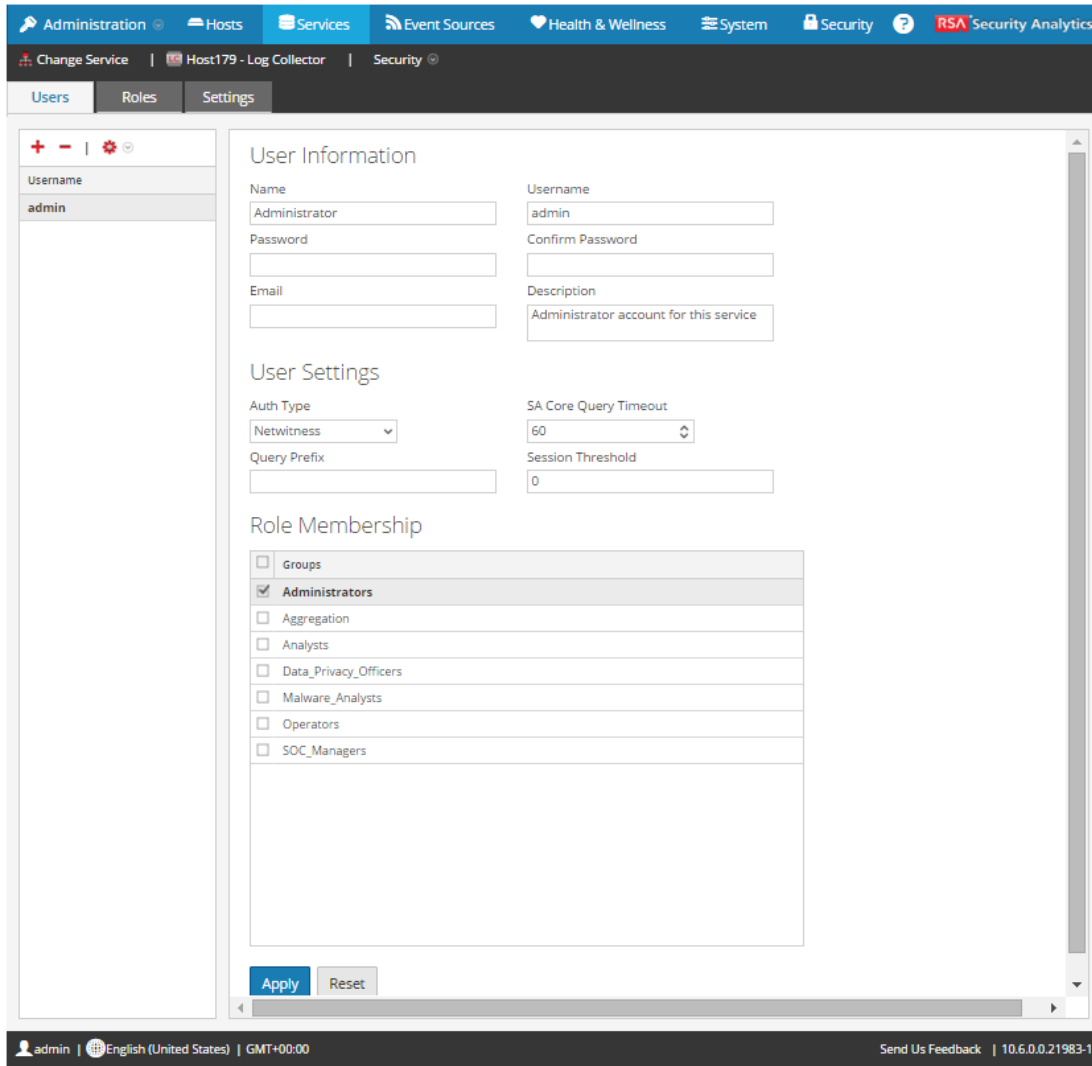 Administration Hosts Services Event Sources Health & Wellness System Security ? RSA Security Analytics
Change Service | Host179 - Log Collector | Security
Users Roles Settings
Username
admin
User Information
Name Username
Administrator admin
Password Confirm Password
Email Description
Administrator account for this service
User Settings
Auth Type SA Core Query Timeout
Netwitness 60
Query Prefix Session Threshold
0
Role Membership
Groups
Administrators
Aggregation
Analysts
Data_Privacy_Officers
Malware_Analysts
Operators
SOC_Managers
Apply Reset
admin | English (United States) | GMT+00:00 Send Us Feedback | 10.6.0.0.21983-1